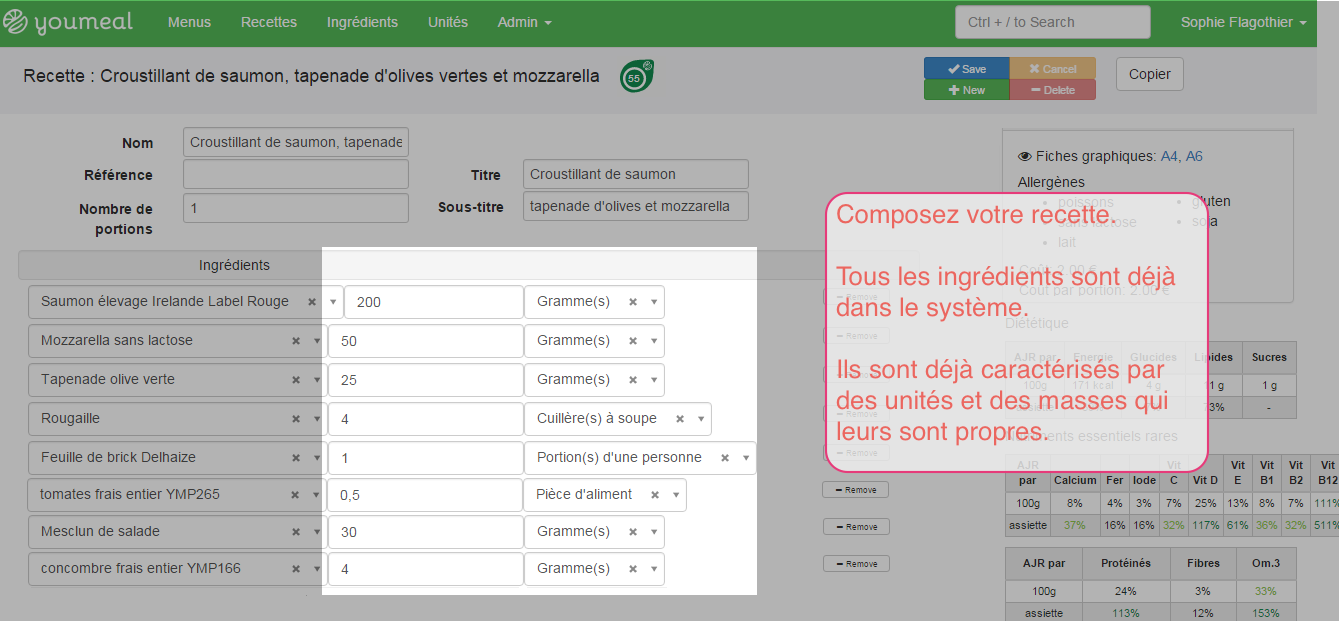 youmeal Menus Recettes Ingrédients Unités Admin Ctrl + / to Search Sophie Flagothier
Recette : Croustillant de saumon, tapenade d'olives vertes et mozzarella 55
Save Cancel
New Delete
Copier
Nom Croustillant de saumon, tapenade
Référence
Titre Croustillant de saumon
Nombre de portions 1
Sous-titre tapenade d'olives et mozzarella
Ingrédients
Saumon élevage Irelande Label Rouge × 200 Gramme(s) × Remove
Mozzarella sans lactose × 50 Gramme(s) × Remove
Tapenade olive verte × 25 Gramme(s) ×
Rougaille × 4 Cuillère(s) à soupe ×
Feuille de brick Delhaize × 1 Portion(s) d'une personne × Remove
tomates frais entier YMP265 × 0,5 Pièce d'aliment × Remove
Mesclun de salade × 30 Gramme(s) × Remove
concombre frais entier YMP166 × 4 Gramme(s) × Remove
Fiches graphiques: A4, A6
Allergènes
• poissons
• sans lactose
• lait
• gluten
• soja
Coût: 2.00 €
Coût par portion: 2.00 €
Composez votre recette.
Tous les ingrédients sont déjà
dans le système.
Ils sont déjà caractérisés par
des unités et des masses qui
leurs sont propres.
Diététique
AJR par Energie Glucides Lipides Sucres
100g 171 kcal 4 g 11 g 1 g
assiette 13% -
éléments essentiels rares
AJR par Calcium Fer Iode Vit C Vit D Vit E Vit B1 Vit B2 Vit B12
100g 8% 4% 3% 7% 25% 13% 8% 7% 111%
assiette 37% 16% 16% 32% 117% 61% 36% 32% 511%
AJR par Protéinés Fibres Om.3
100g 24% 3% 33%
assiette 113% 12% 153%